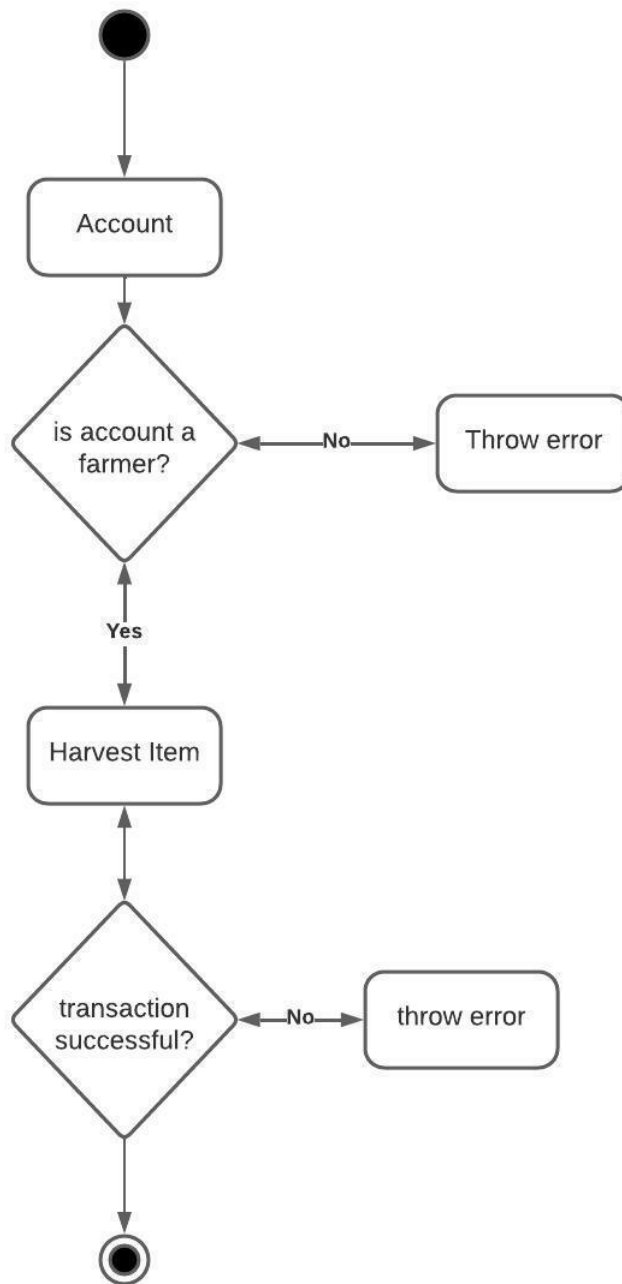 Account
is account a
farmer?
No
Throw error
Yes
Harvest Item
transaction
successful?
No
throw error